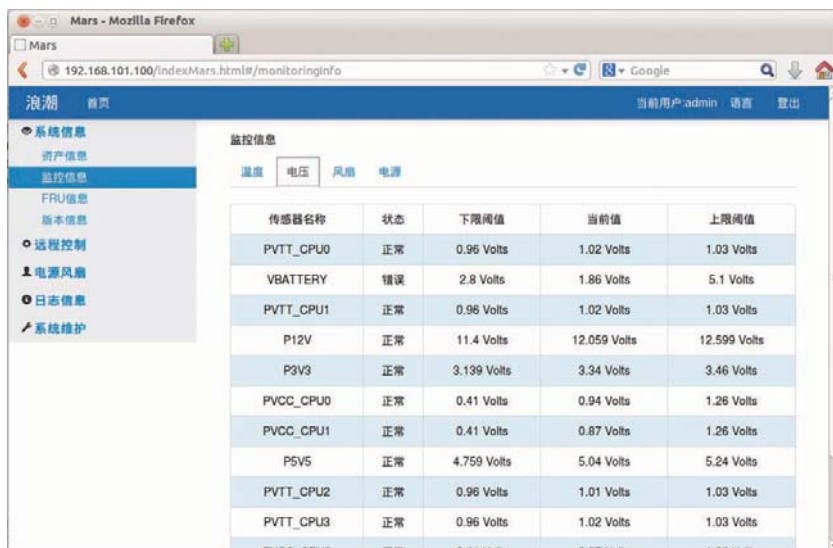 Mars - Mozilla Firefox
Mars
192.168.101.100/indexMars.html#/monitoringinfo
Google
浪潮 首页 当前用户:admin 语言 登出
系统信息
资产信息
监控信息
FRU信息
版本信息
远程控制
电源风扇
日志信息
系统维护
监控信息
温度 电压 风扇 电源
传感器名称 状态 下限阈值 当前值 上限阈值
PVTT_CPU0 正常 0.96 Volts 1.02 Volts 1.03 Volts
VBATTERY 错误 2.8 Volts 1.86 Volts 5.1 Volts
PVTT_CPU1 正常 0.96 Volts 1.02 Volts 1.03 Volts
P12V 正常 11.4 Volts 12.059 Volts 12.599 Volts
P3V3 正常 3.139 Volts 3.34 Volts 3.46 Volts
PVCC_CPU0 正常 0.41 Volts 0.94 Volts 1.26 Volts
PVCC_CPU1 正常 0.41 Volts 0.87 Volts 1.26 Volts
P5V5 正常 4.759 Volts 5.04 Volts 5.24 Volts
PVTT_CPU2 正常 0.96 Volts 1.01 Volts 1.03 Volts
PVTT_CPU3 正常 0.96 Volts 1.02 Volts 1.03 Volts